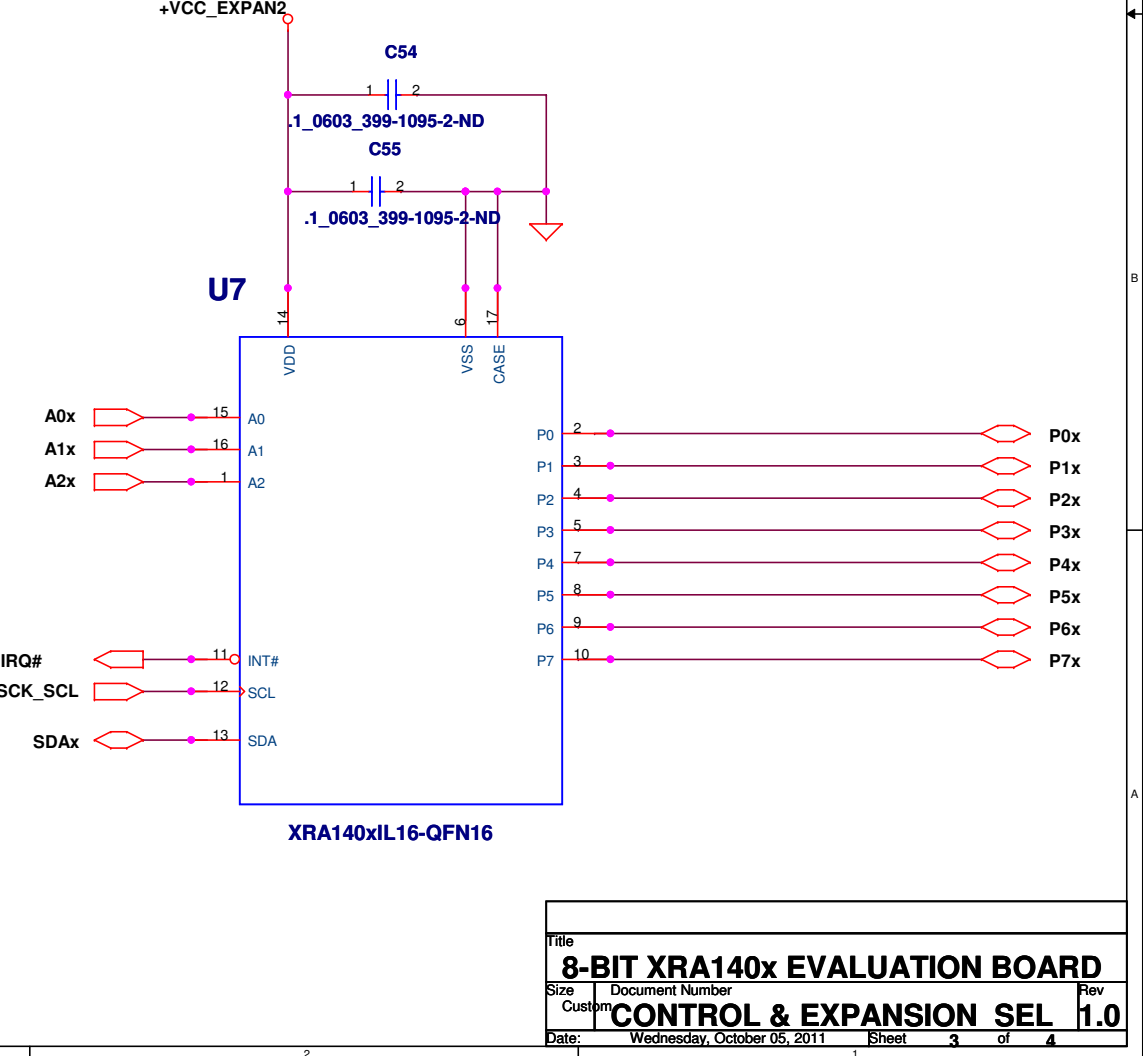 +VCC_EXPAN2
C54
1 2
.1_0603_399-1095-2-ND
C55
1 2
.1_0603_399-1095-2-ND
U7
14 6 17
VDD VSS CASE
B
A0x 15 A0
A1x 16 A1
A2x 1 A2
P0 2 P0x
P1 3 P1x
P2 4 P2x
P3 5 P3x
P4 7 P4x
P5 8 P5x
P6 9 P6x
P7 10 P7x
IRQ# 11 INT#
SCK_SCL 12 SCL
SDAx 13 SDA
A
XRA140xIL16-QFN16
Title
8-BIT XRA140x EVALUATION BOARD
Size Document Number Rev
Custom CONTROL & EXPANSION SEL 1.0
Date: Wednesday, October 05, 2011 Sheet 3 of 4
2 1